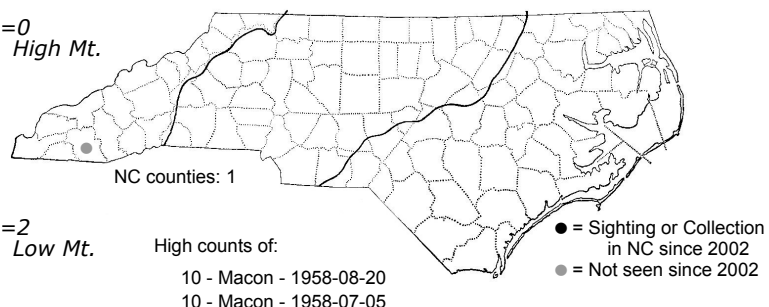 =0
High Mt.
NC counties: 1
=2
Low Mt.
High counts of:
10 - Macon - 1958-08-20
10 - Macon - 1958-07-05
● = Sighting or Collection
in NC since 2002
● = Not seen since 2002